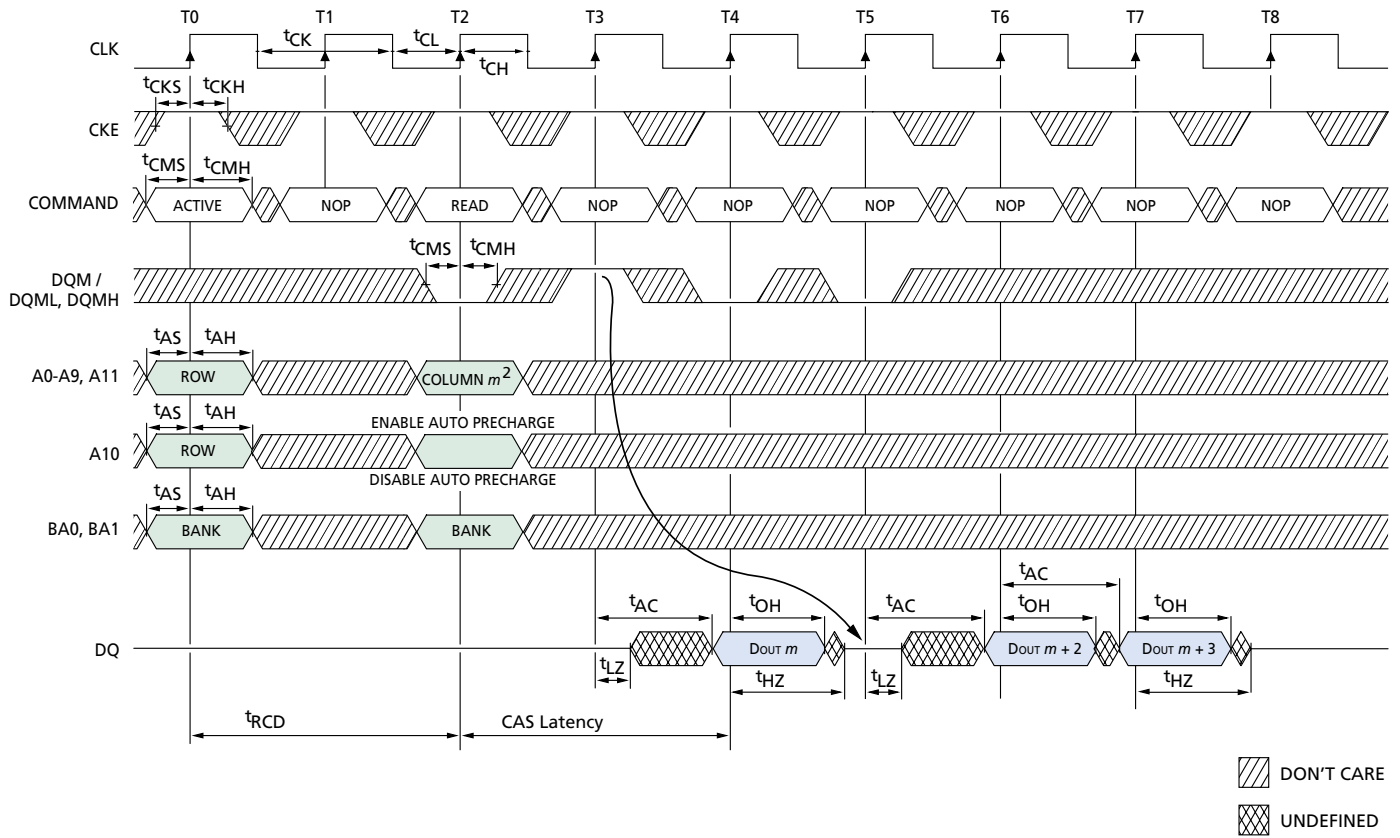 T0 T1 T2 T3 T4 T5 T6 T7 T8
CLK
tCK tCL
tCH
tCKS tCKH
CKE
tCMS tCMH
COMMAND ACTIVE NOP READ NOP NOP NOP NOP NOP NOP
tCMS tCMH
DQM /
DQML, DQMH
tAS tAH
A0-A9, A11 ROW COLUMN m2
tAS tAH ENABLE AUTO PRECHARGE
A10 ROW
DISABLE AUTO PRECHARGE
tAS tAH
BA0, BA1 BANK BANK
tAC
tAC tOH tAC tOH tOH
DQ DOUT m DOUT m + 2 DOUT m + 3
tLZ tHZ tLZ tHZ
tRCD CAS Latency
DON'T CARE
UNDEFINED